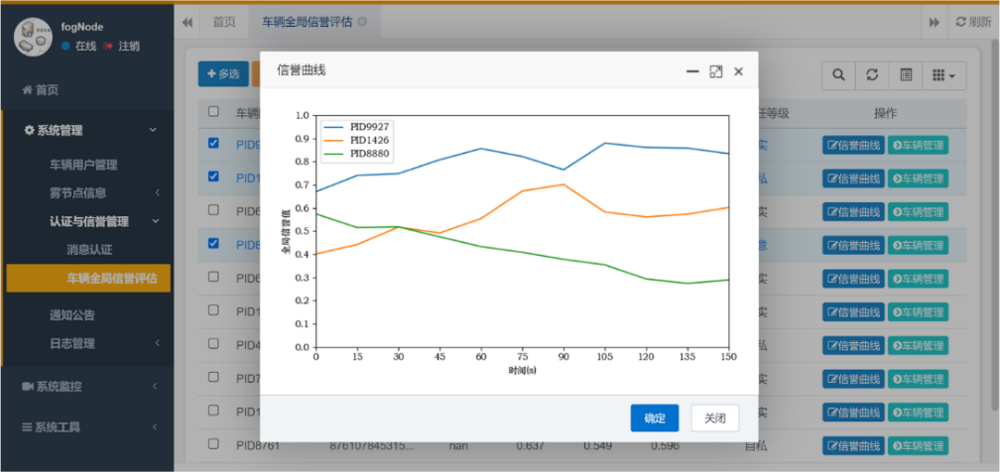 fogNode
在线 注销
首页
系统管理
车辆用户管理
雾节点信息
认证与信誉管理
消息认证
车辆全局信誉评估
通知公告
日志管理
系统监控
系统工具
首页 车辆全局信誉评估 刷新
多选
信誉曲线
车辆 任等级 操作
PID9 实 信誉曲线 车辆管理
PID1 私 信誉曲线 车辆管理
PID6 实 信誉曲线 车辆管理
PID8 意 信誉曲线 车辆管理
PID6 实 信誉曲线 车辆管理
PID1 实 信誉曲线 车辆管理
PID4 私 信誉曲线 车辆管理
PID7 实 信誉曲线 车辆管理
PID1 实 信誉曲线 车辆管理
PID8761 876107845315... nan 0.637 0.549 0.596 自私 信誉曲线 车辆管理
PID9927
PID1426
PID8880
全局信誉值
1.0
0.9
0.8
0.7
0.6
0.5
0.4
0.3
0.2
0.1
0.0
0 15 30 45 60 75 90 105 120 135 150
时间(s)
确定 关闭